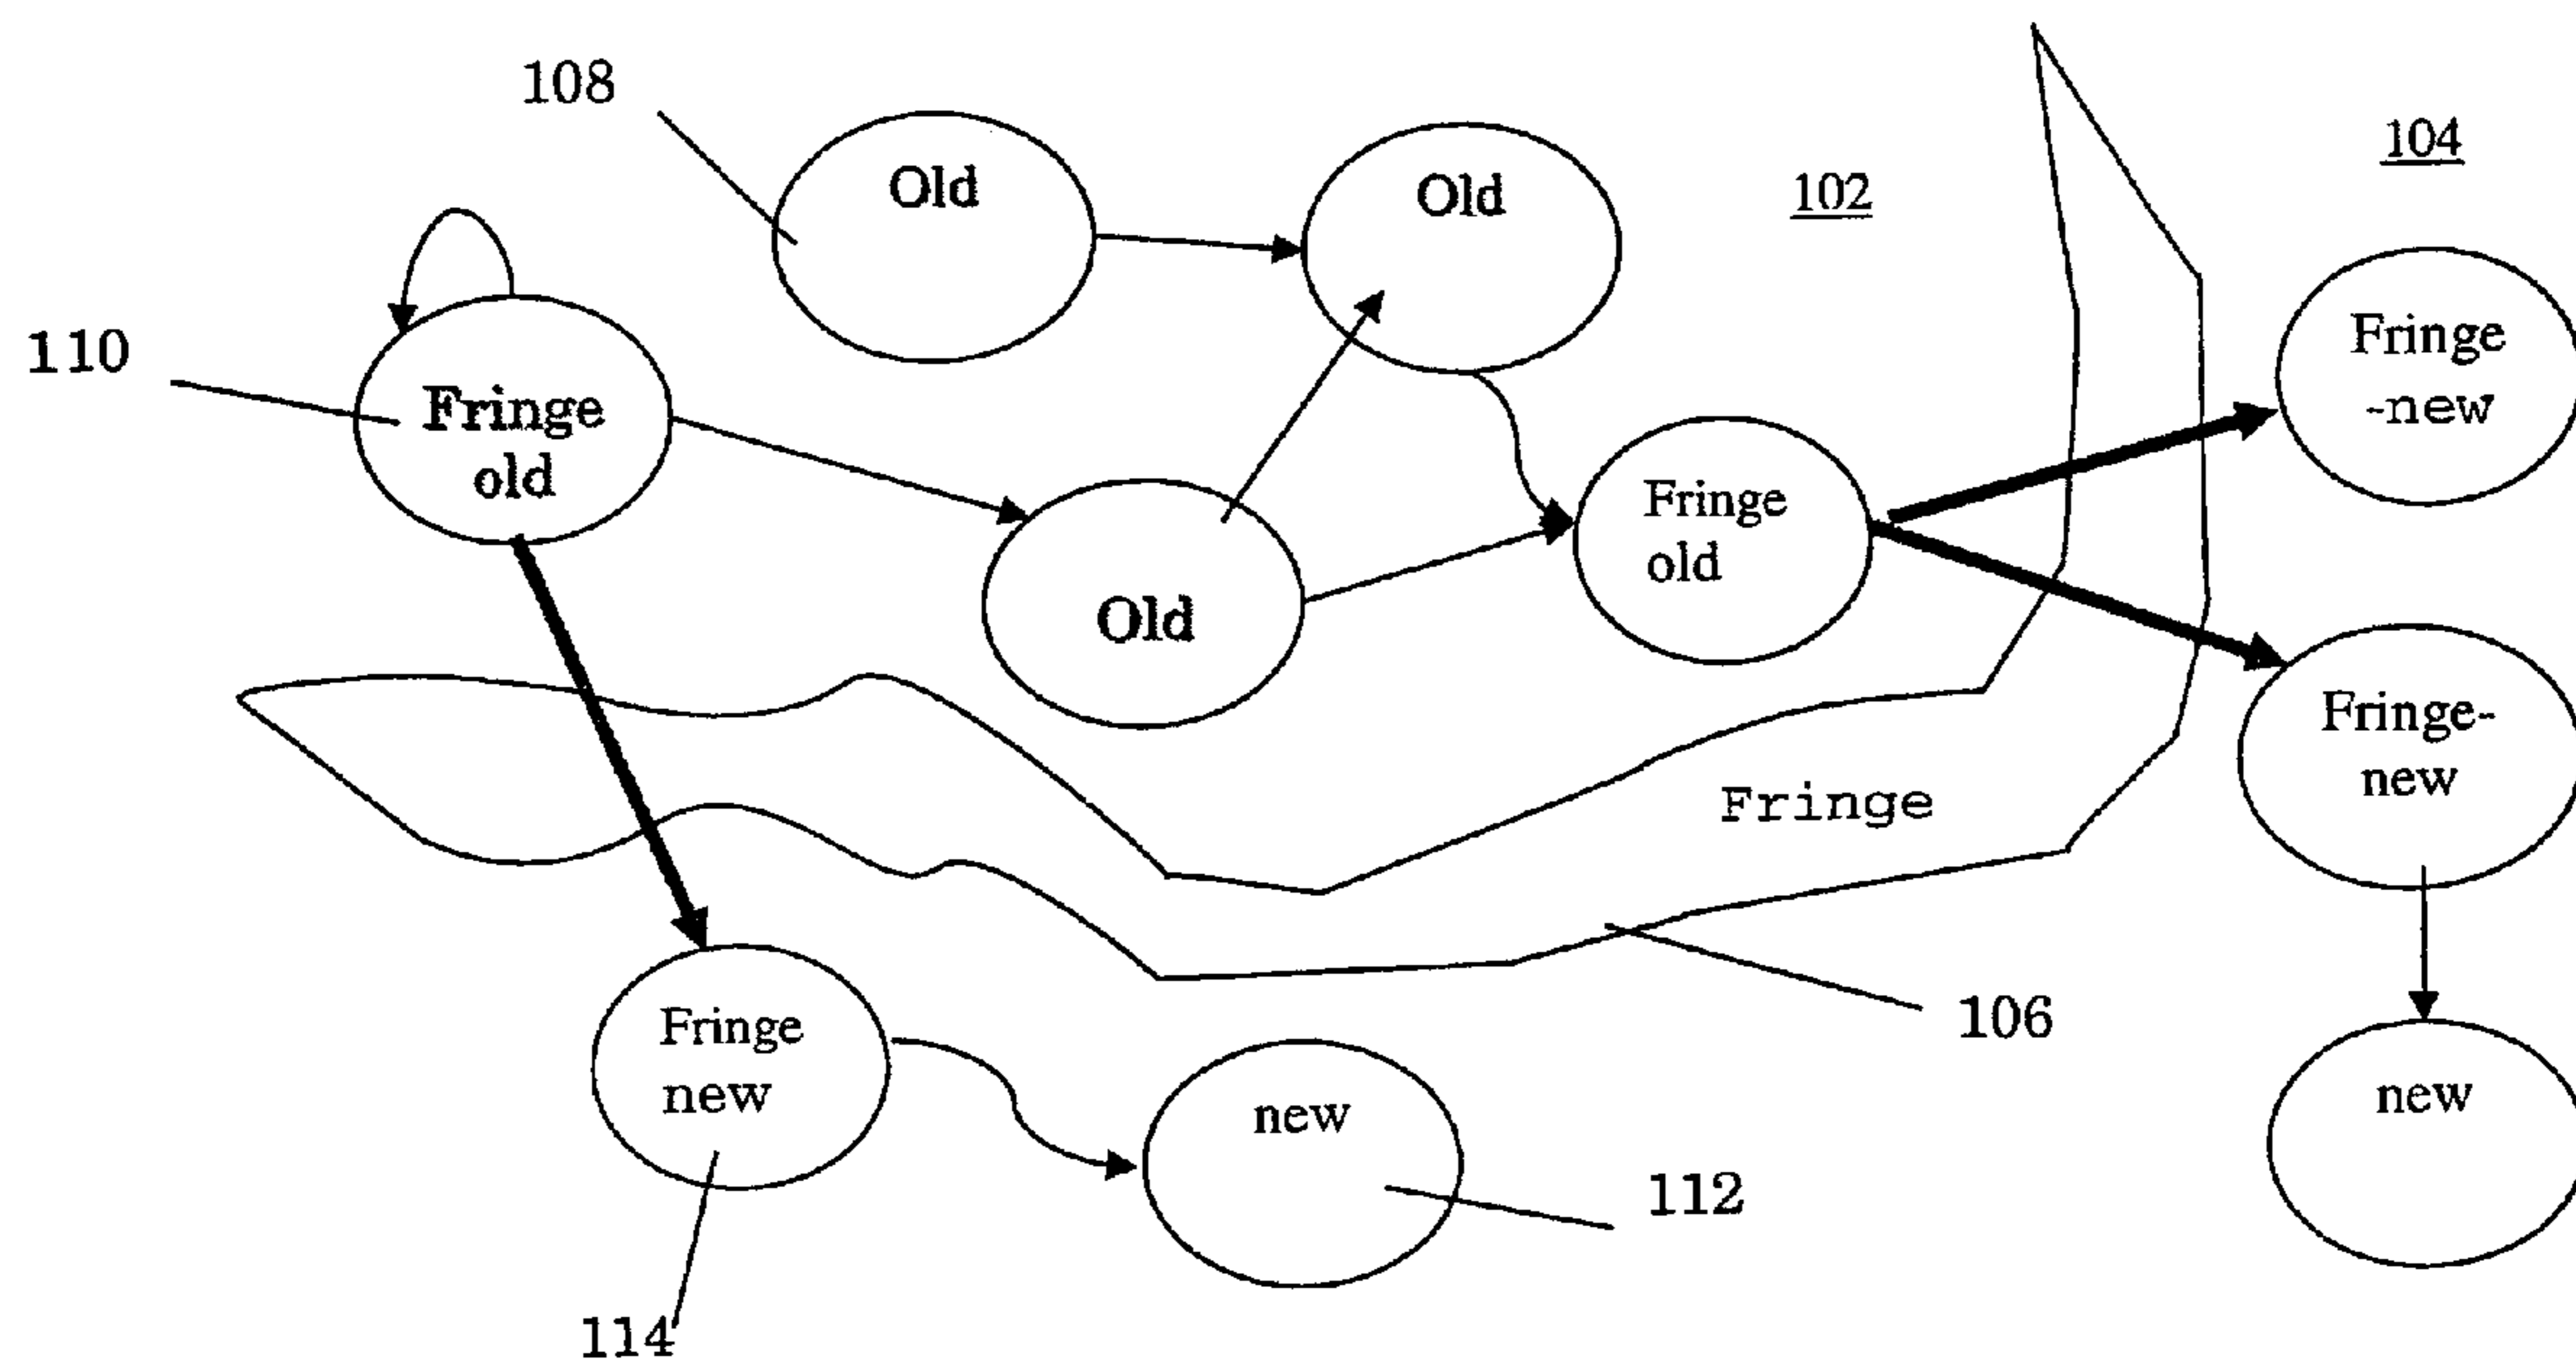 108
Old
Old
102
104
110
Fringe
old
Fringe
-new
Fringe
old
Old
Fringe-
new
Fringe
106
Fringe
new
new
new
112
114